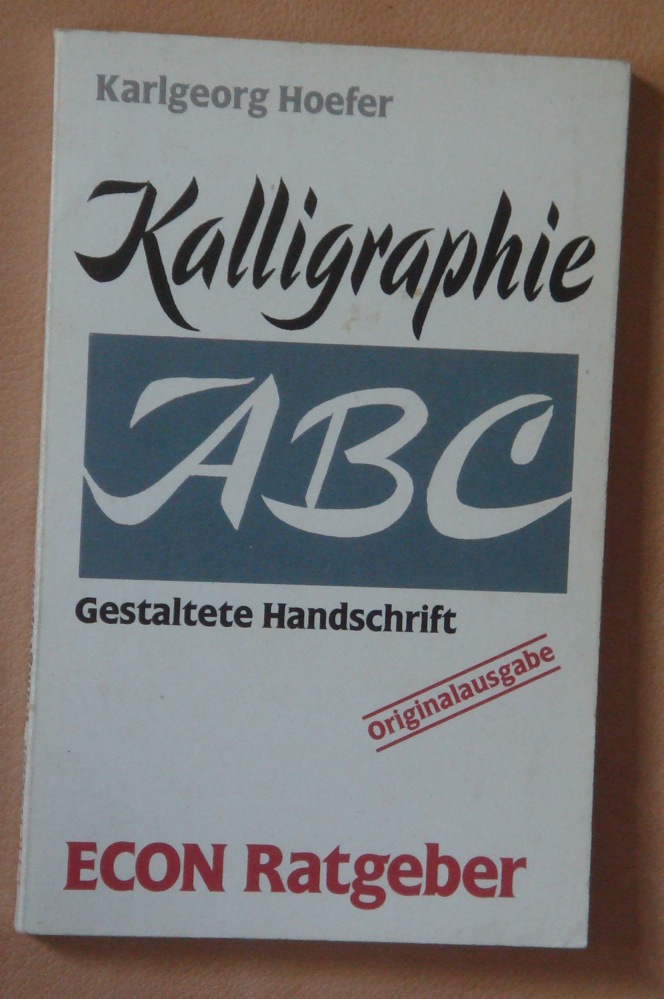 Karlgeorg Hoefer
Kalligraphie
ABC
Gestaltete Handschrift
Originalausgabe
ECON Ratgeber